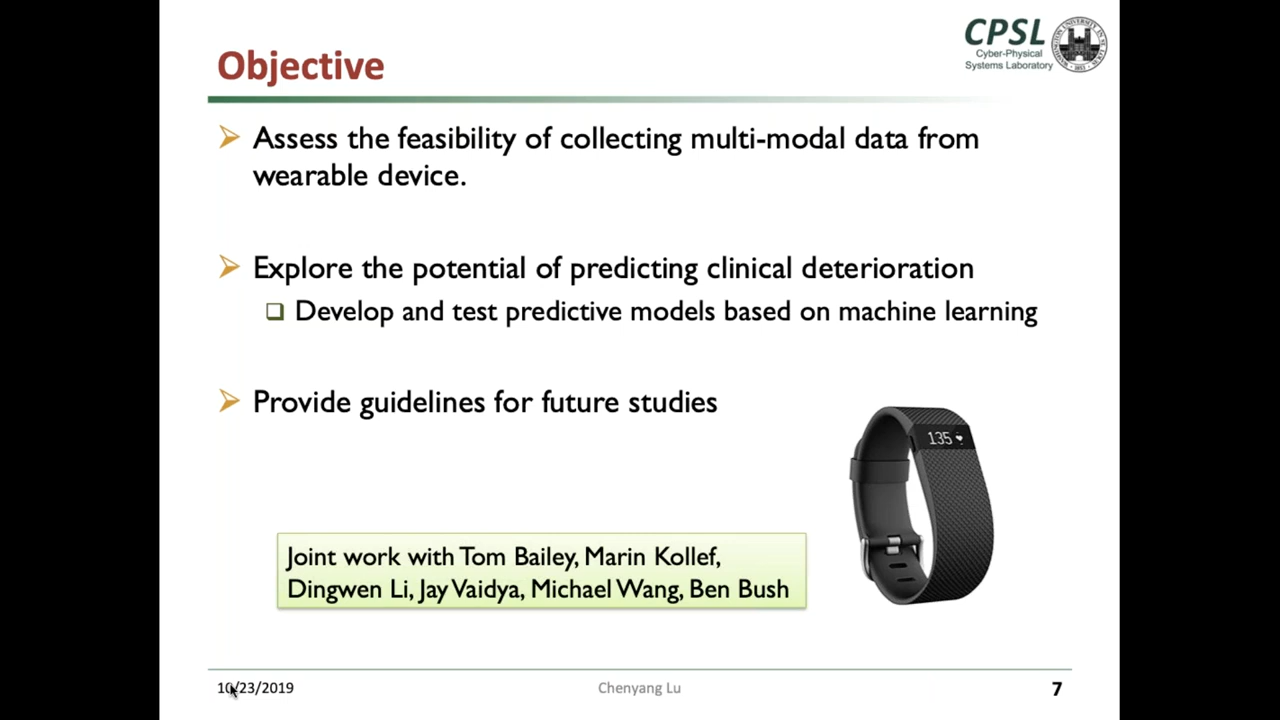 CPSL
Cyber-Physical
Systems Laboratory
Objective
Assess the feasibility of collecting multi-modal data from
wearable device.
Explore the potential of predicting clinical deterioration
Develop and test predictive models based on machine learning
Provide guidelines for future studies
135
Joint work with Tom Bailey, Marin Kollef,
Dingwen Li, Jay Vaidya, Michael Wang, Ben Bush
10/23/2019
Chenyang Lu
7